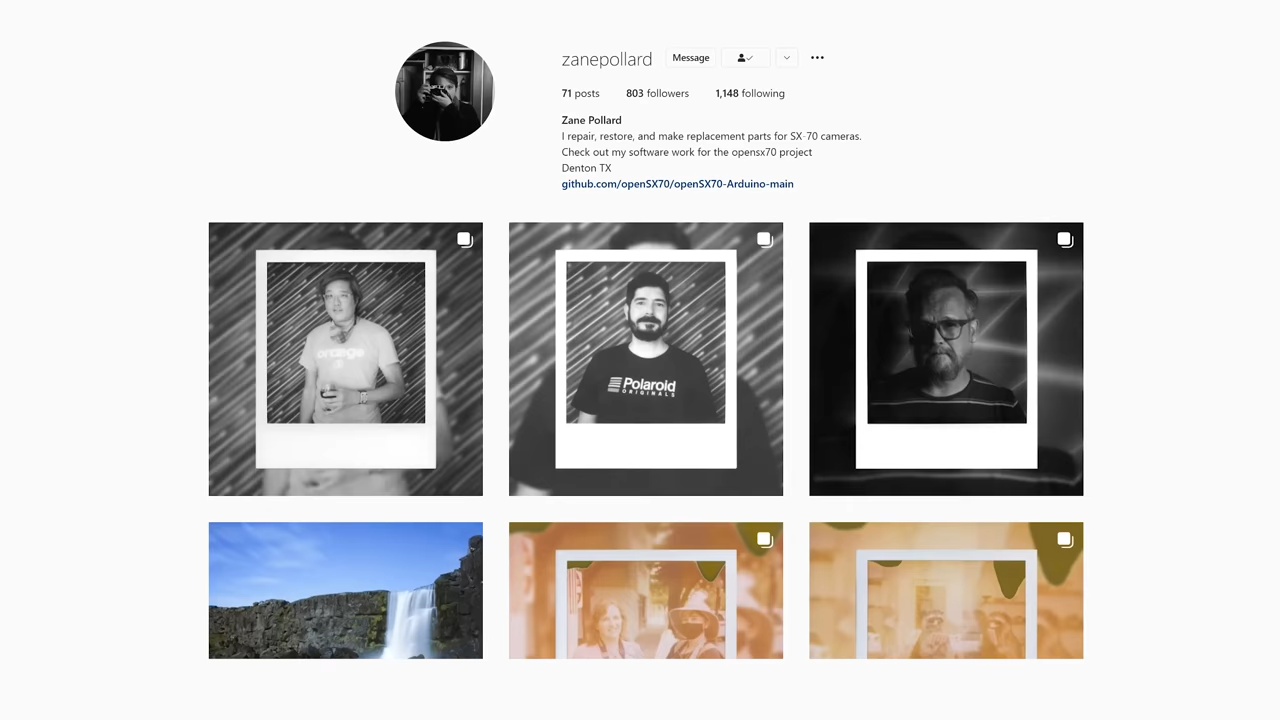 zanepollard Message
71 posts 803 followers 1,148 following
Zane Pollard
I repair, restore, and make replacement parts for SX-70 cameras.
Check out my software work for the opensx70 project
Denton TX
github.com/openSX70/openSX70-Arduino-main
orange
Polaroid
ORIGINALS